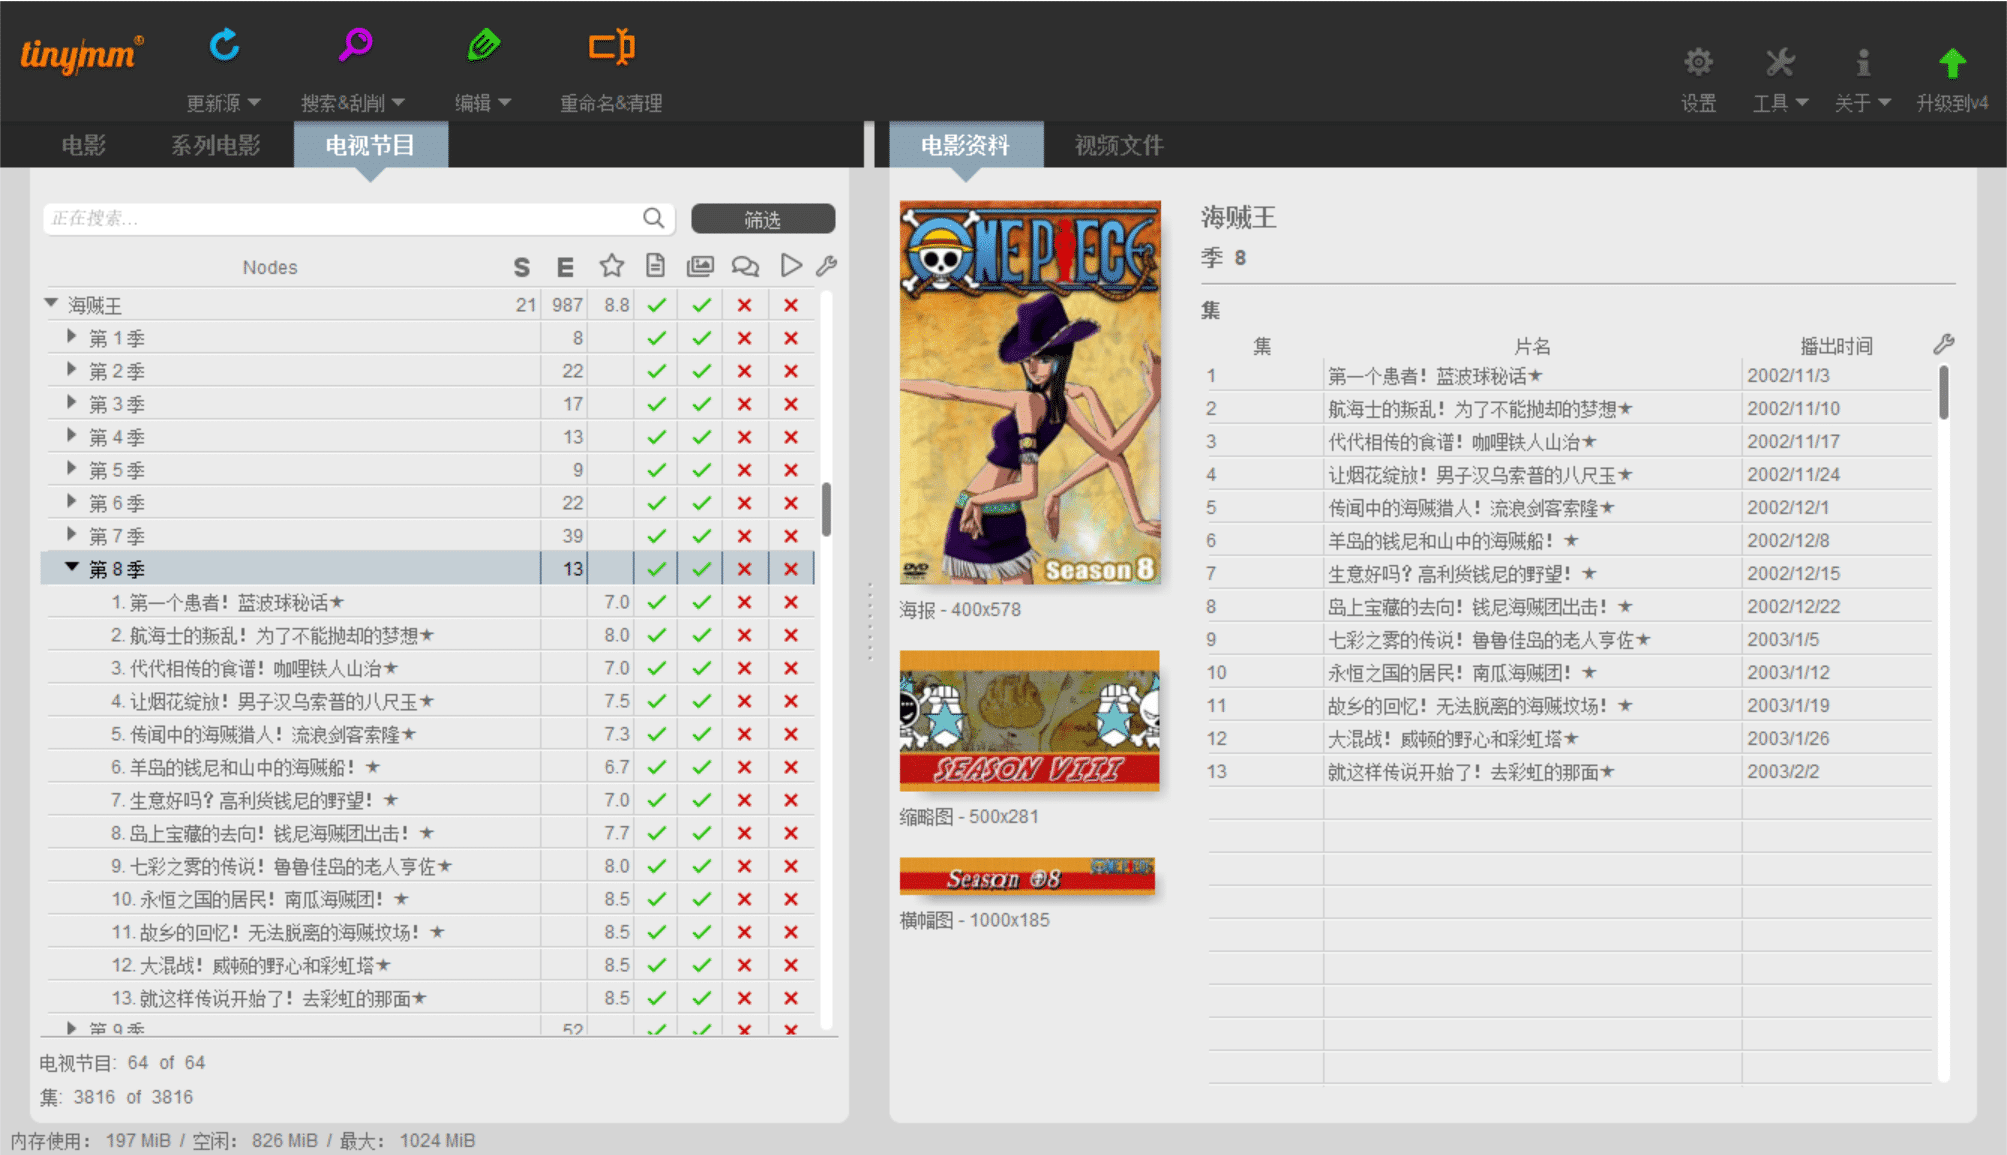 tinymm
更新源 搜索&刮削 编辑 重命名&清理 设置 工具 关于 升级到v4
电影 系列电影 电视节目 电影资料 视频文件
正在搜索... 筛选
Nodes S E
海贼王 21 987 8.8
第 1 季 8
第 2 季 22
第 3 季 17
第 4 季 13
第 5 季 9
第 6 季 22
第 7 季 39
第 8 季 13
1. 第一个患者！蓝波球秘话★ 7.0
2. 航海士的叛乱！为了不能抛却的梦想★ 8.0
3. 代代相传的食谱！咖哩铁人山治★ 7.0
4. 让烟花绽放！男子汉乌索普的八尺玉★ 7.5
5. 传闻中的海贼猎人！流浪剑客索隆★ 7.3
6. 羊岛的钱尼和山中的海贼船！★ 6.7
7. 生意好吗？高利货钱尼的野望！★ 7.0
8. 岛上宝藏的去向！钱尼海贼团出击！★ 7.7
9. 七彩之雾的传说！鲁鲁佳岛的老人亨佐★ 8.0
10. 永恒之国的居民！南瓜海贼团！★ 8.5
11. 故乡的回忆！无法脱离的海贼坟场！★ 8.5
12. 大混战！威顿的野心和彩虹塔★ 8.5
13. 就这样传说开始了！去彩虹的那面★ 8.5
第 9 季 52
电视节目: 64 of 64
集: 3816 of 3816
内存使用： 197 MiB / 空闲： 826 MiB / 最大： 1024 MiB
ONE PIECE
DVD
Season 8
海报 - 400x578
SEASON VIII
缩略图 - 500x281
Season 08
ONE PIECE
横幅图 - 1000x185
海贼王
季 8
集
集 片名 播出时间
1 第一个患者！蓝波球秘话★ 2002/11/3
2 航海士的叛乱！为了不能抛却的梦想★ 2002/11/10
3 代代相传的食谱！咖哩铁人山治★ 2002/11/17
4 让烟花绽放！男子汉乌索普的八尺玉★ 2002/11/24
5 传闻中的海贼猎人！流浪剑客索隆★ 2002/12/1
6 羊岛的钱尼和山中的海贼船！★ 2002/12/8
7 生意好吗？高利货钱尼的野望！★ 2002/12/15
8 岛上宝藏的去向！钱尼海贼团出击！★ 2002/12/22
9 七彩之雾的传说！鲁鲁佳岛的老人亨佐★ 2003/1/5
10 永恒之国的居民！南瓜海贼团！★ 2003/1/12
11 故乡的回忆！无法脱离的海贼坟场！★ 2003/1/19
12 大混战！威顿的野心和彩虹塔★ 2003/1/26
13 就这样传说开始了！去彩虹的那面★ 2003/2/2